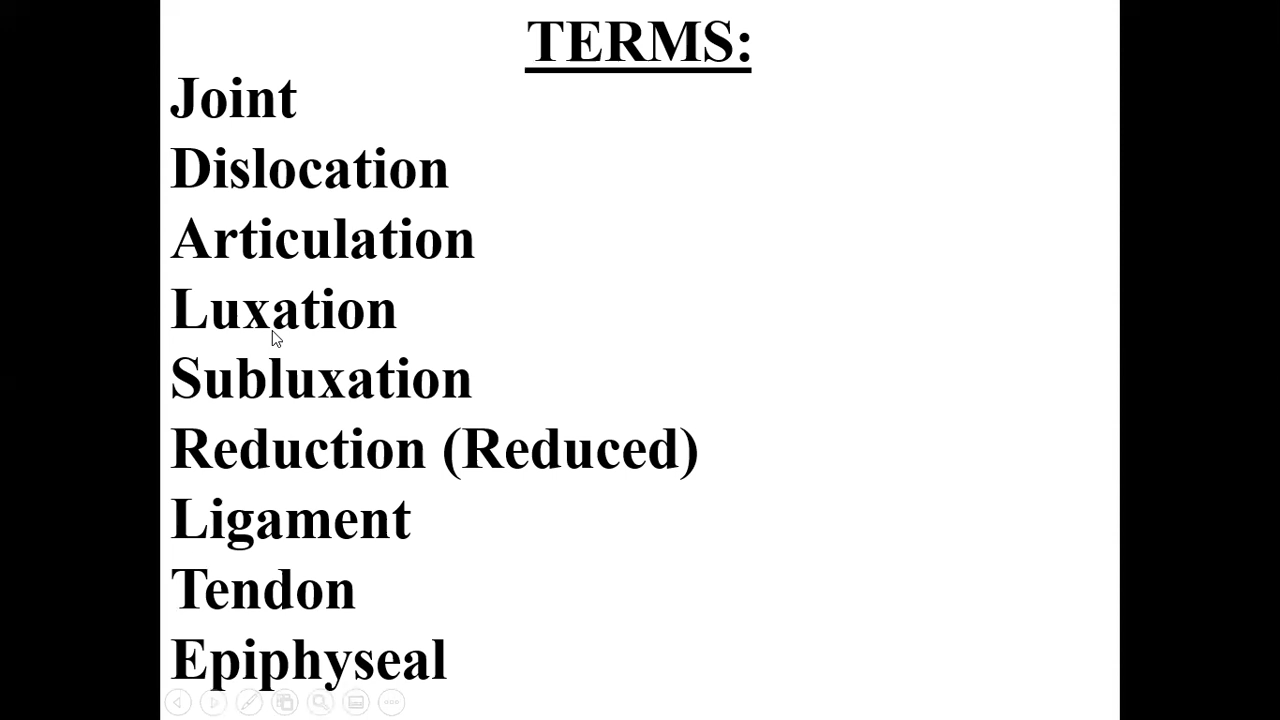 TERMS:
Joint
Dislocation
Articulation
Luxation
Subluxation
Reduction (Reduced)
Ligament
Tendon
Epiphyseal